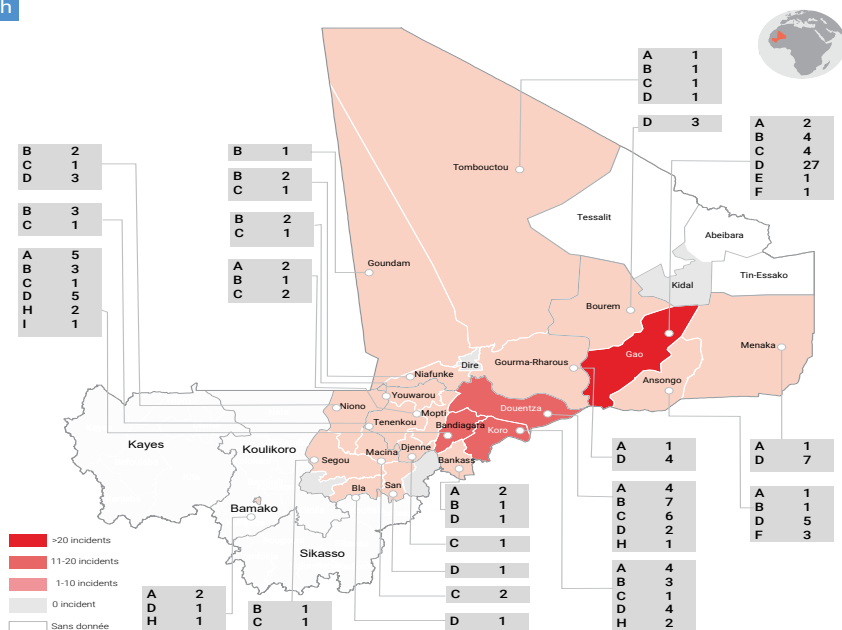 h
A 1
B 1
C 1
D 1
D 3
A 2
B 4
C 4
D 27
E 1
F 1
B 2
C 1
D 3
B 3
C 1
A 5
B 3
C 1
D 5
H 2
I 1
B 1
B 2
C 1
B 2
C 1
A 2
B 1
C 2
Tombouctou
Tessalit
Abeibara
Kidal
Tin-Essako
Goundam
Bourem
Menaka
Gao
Ansongo
Gourma-Rharous
Dire
Niafunke
Youwarou
Niono
Mopti
Douentza
Tenenkou
Bandiagara
Koro
Kayes
Koulikoro
Segou
Macina
Djenne
Bankass
Bla
San
Bamako
Sikasso
A 1
D 4
A 1
D 7
A 4
B 7
C 6
D 2
H 1
A 1
B 1
D 5
F 3
A 4
B 3
C 1
D 4
H 2
A 2
B 1
D 1
C 1
D 1
C 2
D 1
B 1
C 1
A 2
D 1
H 1
>20 incidents
11-20 incidents
1-10 incidents
0 incident
Sans donnée